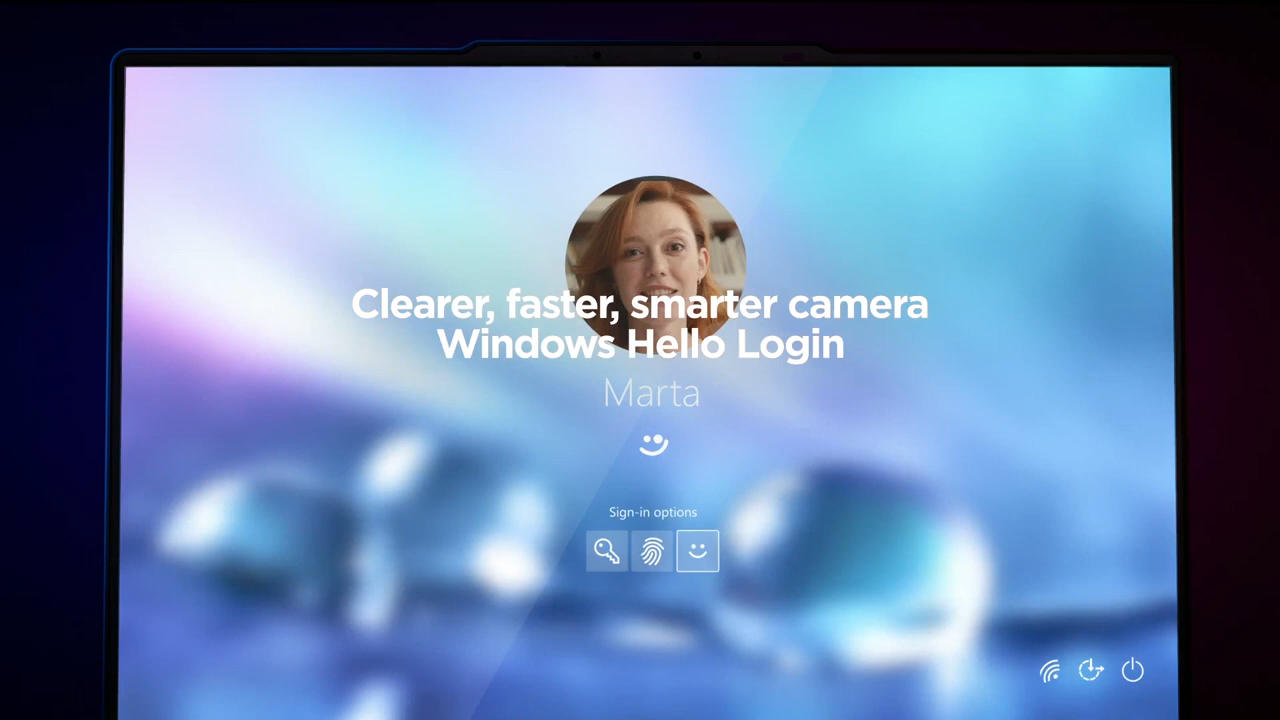 Clearer, faster, smarter camera
Windows Hello Login
Marta
Sign-in options